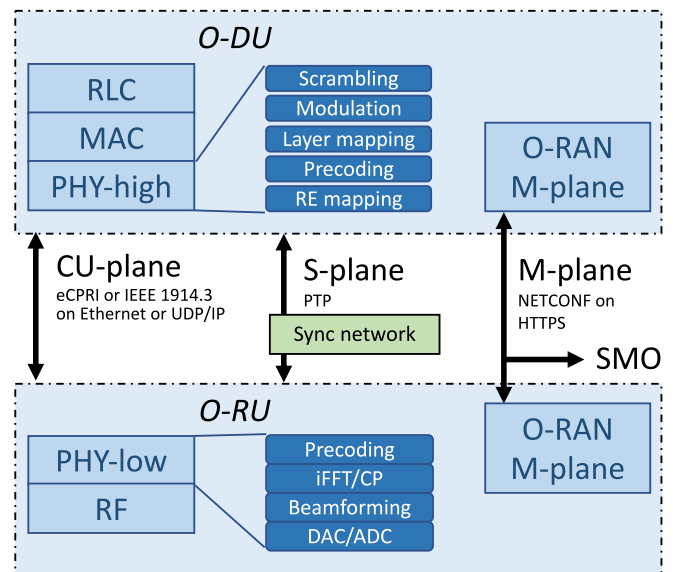 O-DU
RLC
MAC
PHY-high
Scrambling
Modulation
Layer mapping
Precoding
RE mapping
O-RAN
M-plane
CU-plane
eCPRI or IEEE 1914.3
on Ethernet or UDP/IP
S-plane
PTP
Sync network
M-plane
NETCONF on
HTTPS
SMO
O-RU
PHY-low
RF
Precoding
iFFT/CP
Beamforming
DAC/ADC
O-RAN
M-plane